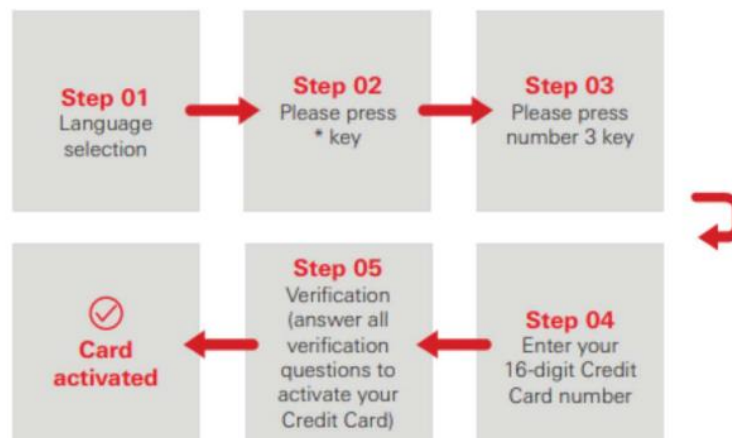 Step 01
Language
selection
Step 02
Please press
* key
Step 03
Please press
number 3 key
Step 04
Enter your
16-digit Credit
Card number
Step 05
Verification
(answer all
verification
questions to
activate your
Credit Card)
Card
activated